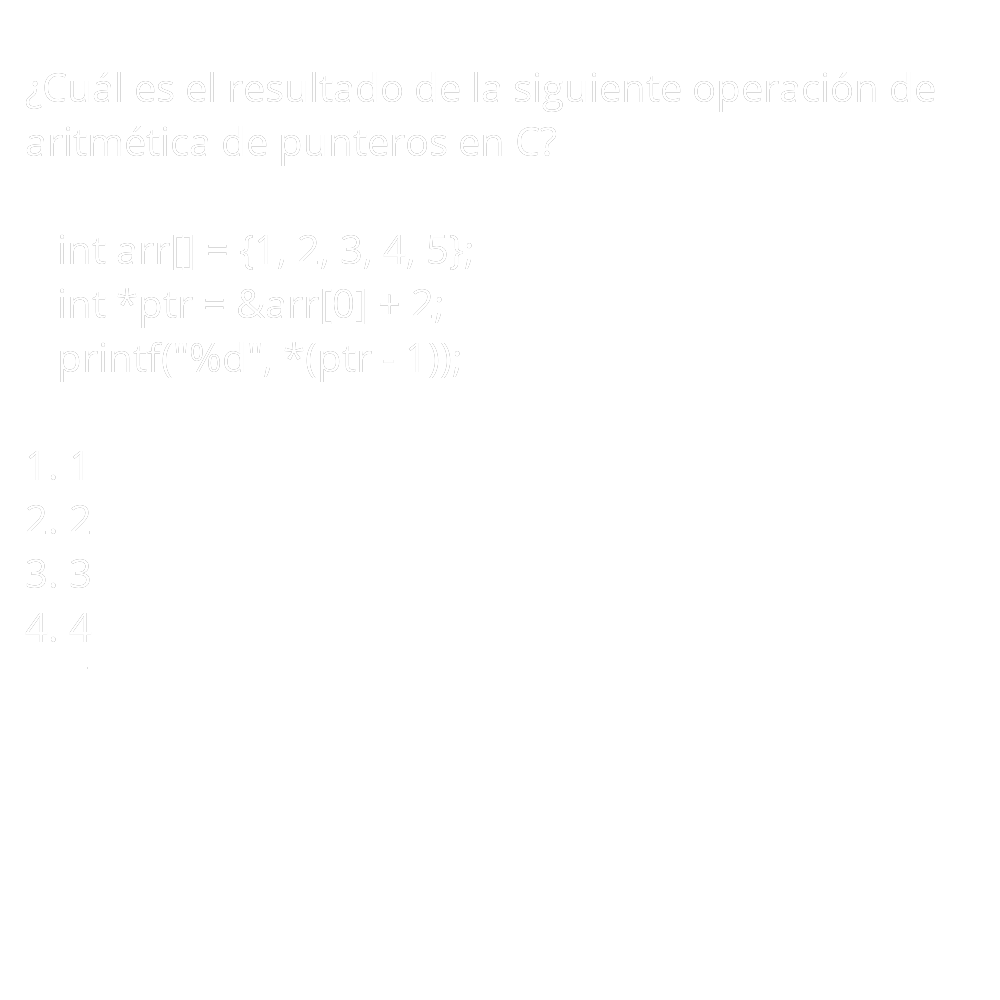 ¿Cuál es el resultado de la siguiente operación de
aritmética de punteros en C?
int arr[] = {1, 2, 3, 4, 5};
int *ptr = &arr[0] + 2;
printf("%d", *(ptr - 1));
1. 1
2. 2
3. 3
4. 4